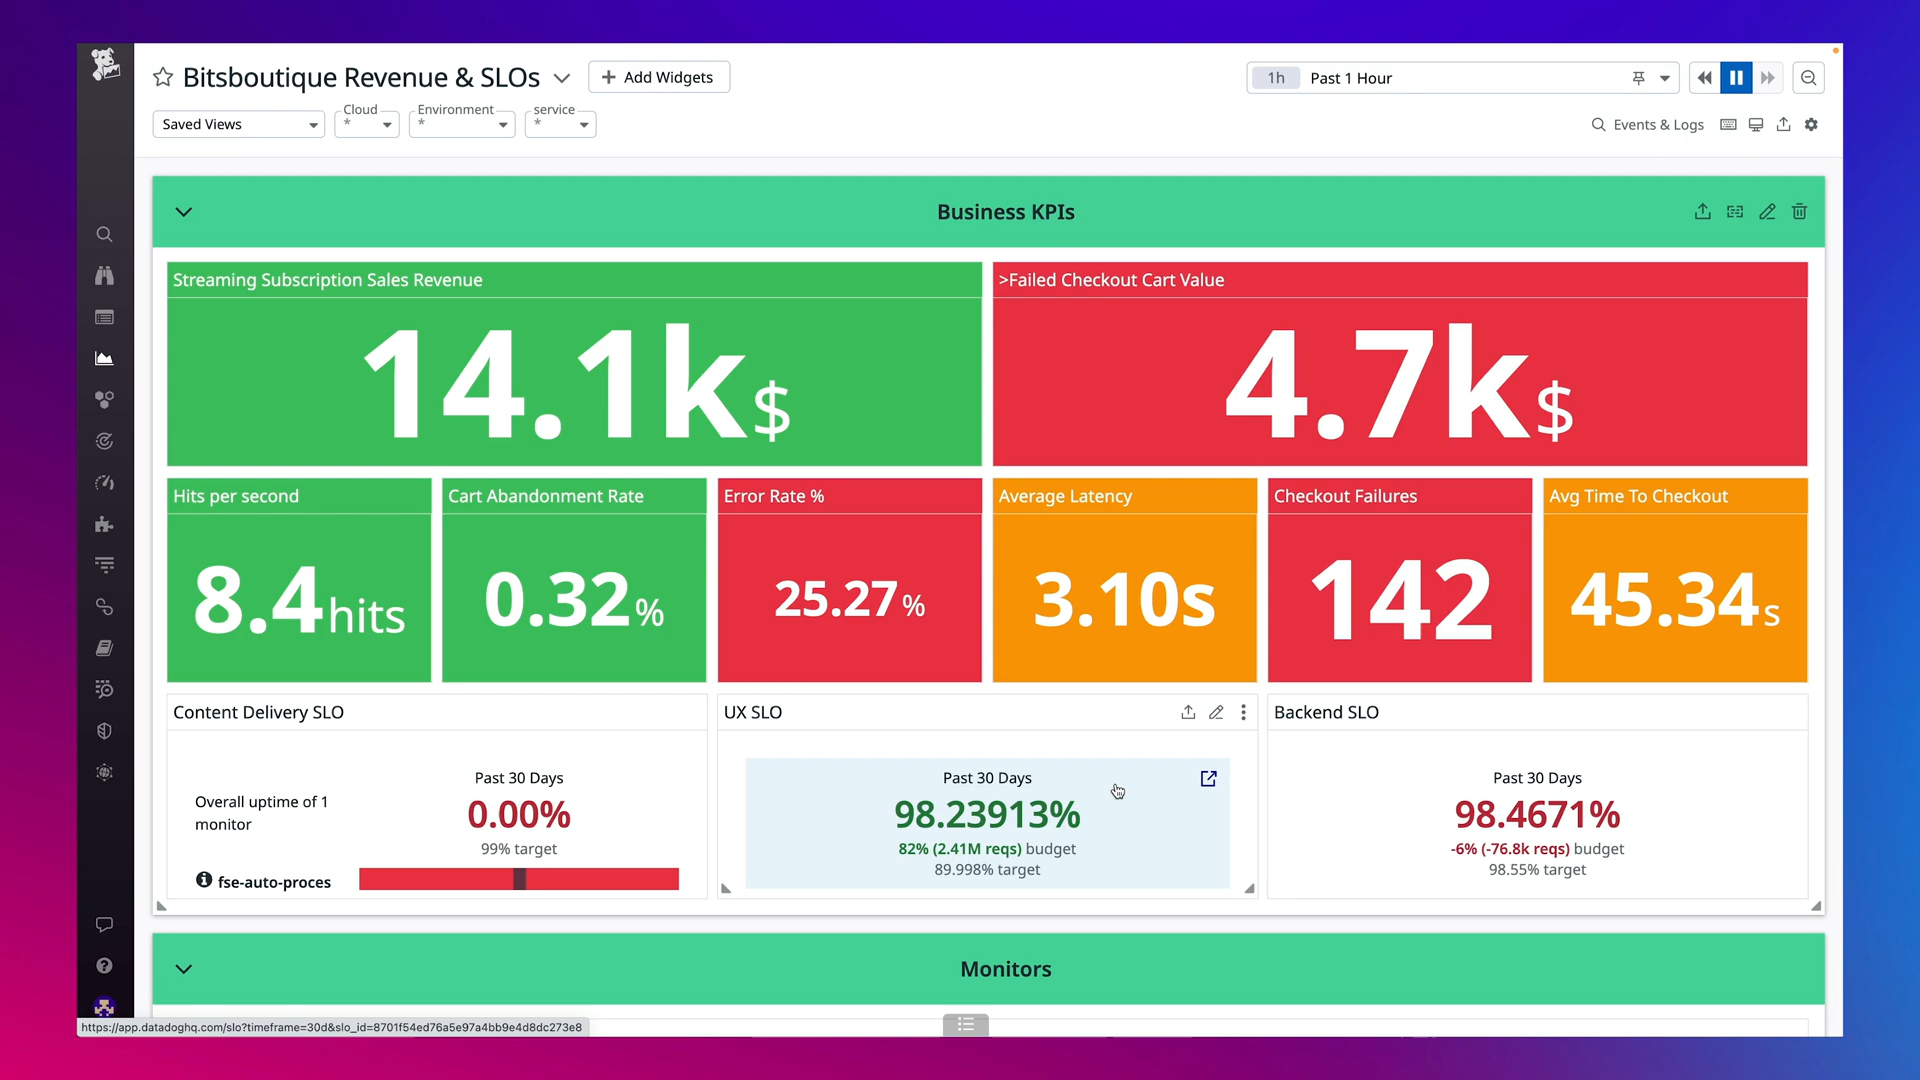 Bitsboutique Revenue & SLOs
+ Add Widgets
1h Past 1 Hour
Saved Views
Cloud
*
Environment
*
service
*
Events & Logs
Business KPIs
Streaming Subscription Sales Revenue
14.1k$
>Failed Checkout Cart Value
4.7k$
Hits per second
8.4hits
Cart Abandonment Rate
0.32%
Error Rate %
25.27%
Average Latency
3.10s
Checkout Failures
142
Avg Time To Checkout
45.34s
Content Delivery SLO
Overall uptime of 1
monitor
Past 30 Days
0.00%
99% target
fse-auto-proces
UX SLO
Past 30 Days
98.23913%
82% (2.41M reqs) budget
89.998% target
Backend SLO
Past 30 Days
98.4671%
-6% (-76.8k reqs) budget
98.55% target
Monitors
https://app.datadoghq.com/slo?timeframe=30d&slo_id=8701f54ed76a5e97a4bb9e4d8dc273e8